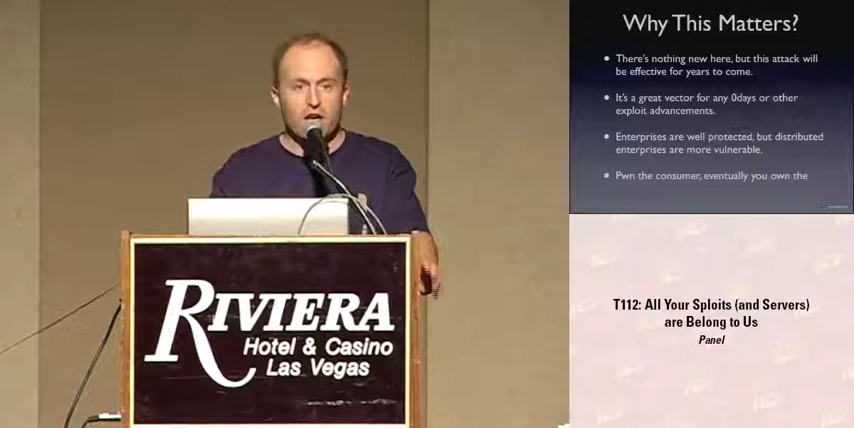 Why This Matters?
There's nothing new here, but this attack will
be effective for years to come.
It's a great vector for any 0days or other
exploit advancements.
Enterprises are well protected, but distributed
enterprises are more vulnerable.
Pwn the consumer, eventually you own the
RIVIERA
Hotel & Casino
Las Vegas
T112: All Your Sploits (and Servers)
are Belong to Us
Panel